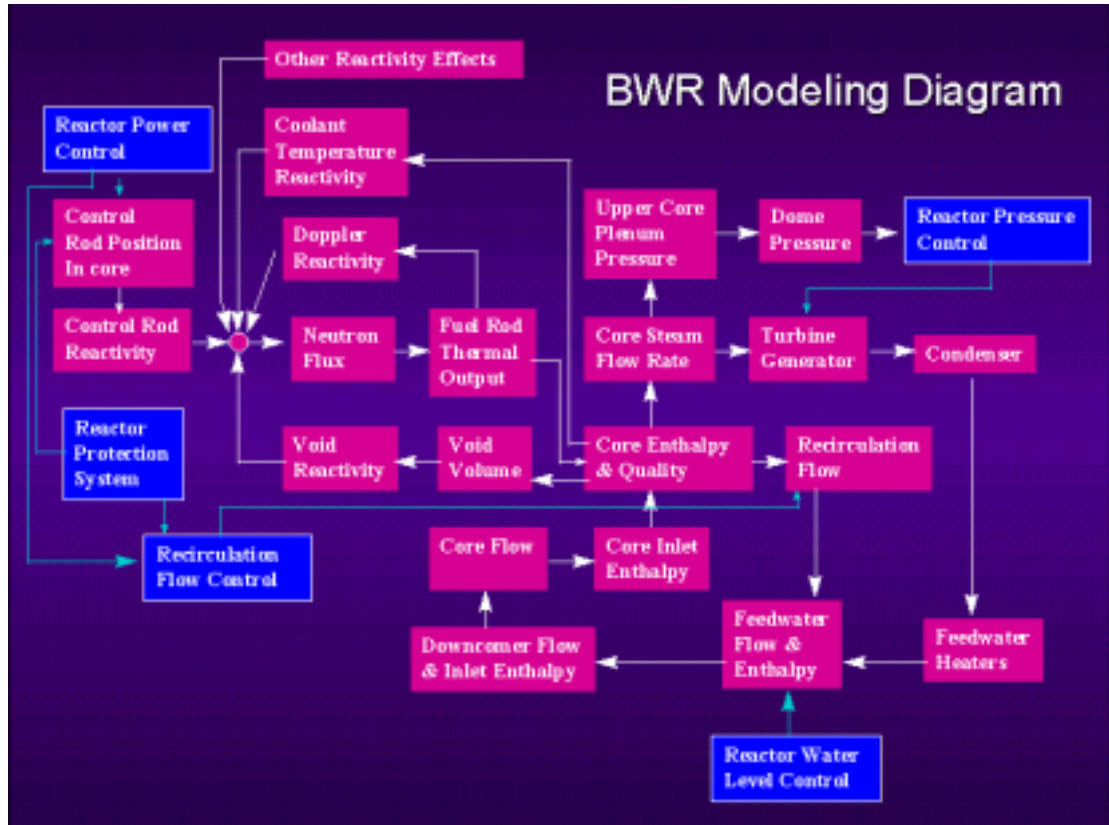 BWR Modeling Diagram
Other Reactivity Effects
Reactor Power
Control
Coolant
Temperature
Reactivity
Control
Rod Position
In core
Doppler
Reactivity
Upper Core
Plenum
Pressure
Dome
Pressure
Reactor Pressure
Control
Control Rod
Reactivity
Neutron
Flux
Fuel Rod
Thermal
Output
Core Steam
Flow Rate
Turbine
Generator
Condenser
Reactor
Protection
System
Void
Reactivity
Void
Volume
Core Enthalpy
& Quality
Recirculation
Flow
Recirculation
Flow Control
Core Flow
Core Inlet
Enthalpy
Downcomer Flow
& Inlet Enthalpy
Feedwater
Flow &
Enthalpy
Feedwater
Heaters
Reactor Water
Level Control